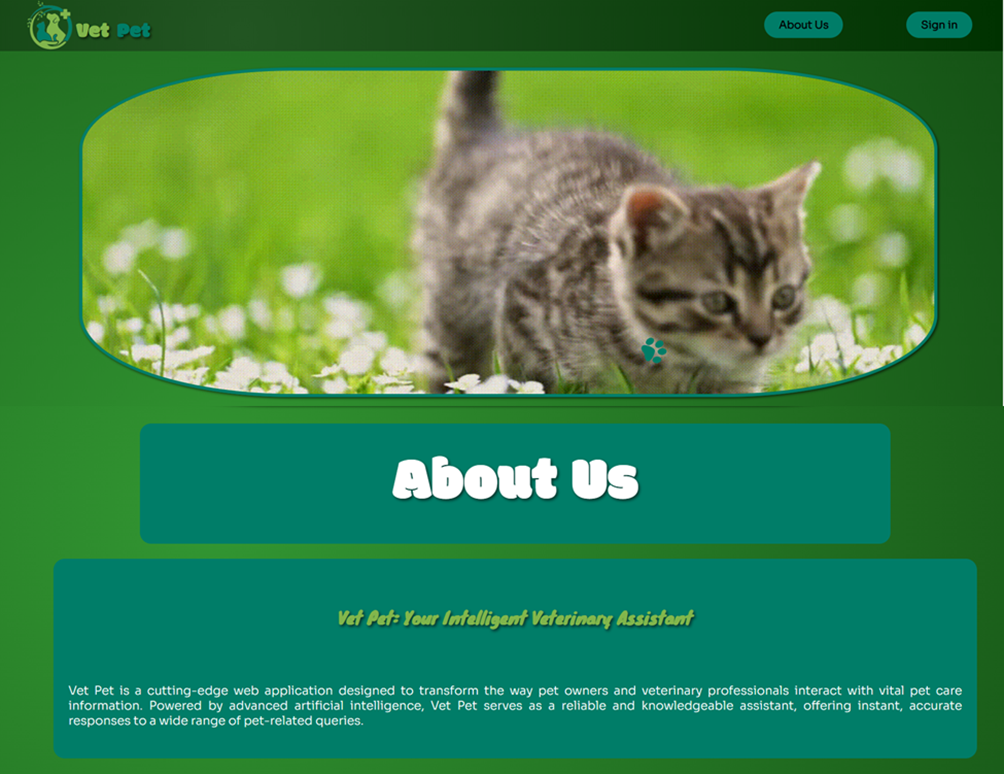 Vet Pet
About Us
Sign in
About Us
Vet Pet: Your Intelligent Veterinary Assistant
Vet Pet is a cutting-edge web application designed to transform the way pet owners and veterinary professionals interact with vital pet care
information. Powered by advanced artificial intelligence, Vet Pet serves as a reliable and knowledgeable assistant, offering instant, accurate
responses to a wide range of pet-related queries.